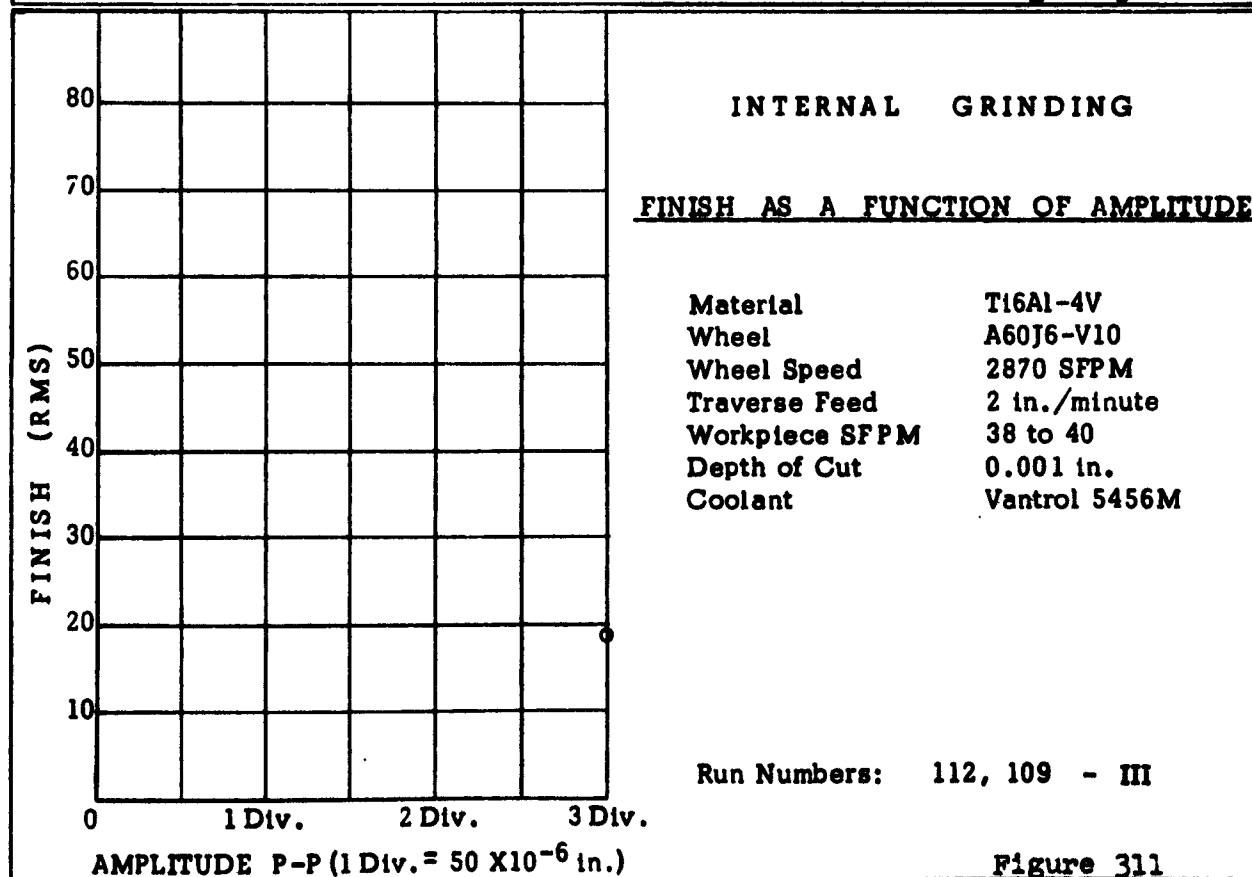 80
70
60
50
40
30
20
10
FINISH (RMS)
0 1 Div. 2 Div. 3 Div.
AMPLITUDE P-P (1 Div. = 50 X10⁻⁶ in.)
INTERNAL GRINDING
FINISH AS A FUNCTION OF AMPLITUDE
Material Ti6Al-4V
Wheel A60J6-V10
Wheel Speed 2870 SFPM
Traverse Feed 2 in./minute
Workpiece SFPM 38 to 40
Depth of Cut 0.001 in.
Coolant Vantrol 5456M
Run Numbers: 112, 109 - III
Figure 311